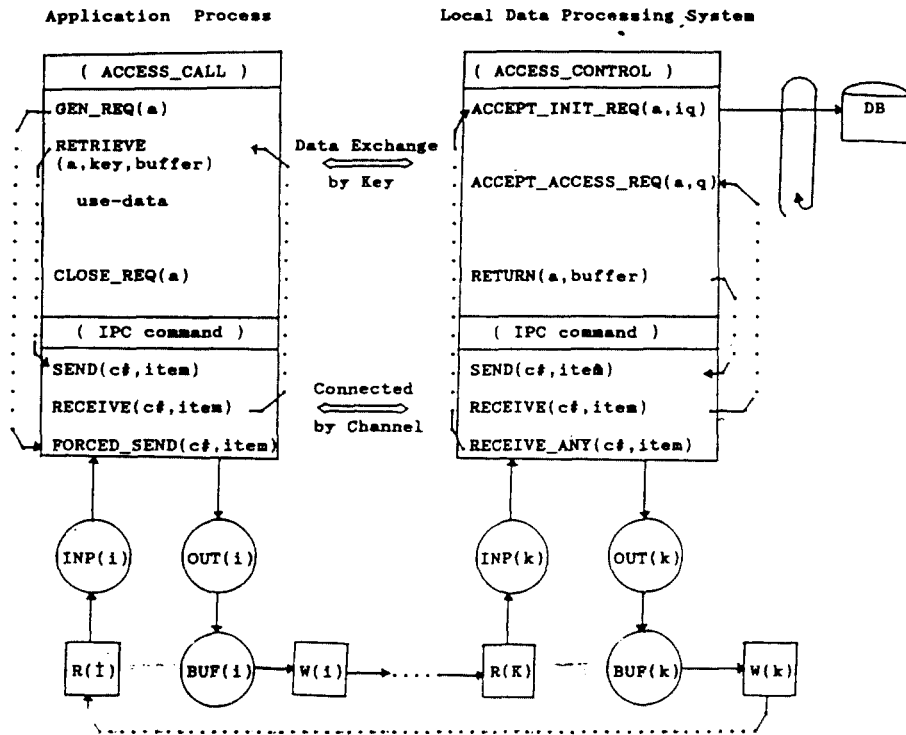 Application Process
Local Data Processing System
( ACCESS_CALL )
GEN_REQ(a)
RETRIEVE
(a,key,buffer)
use-data
CLOSE_REQ(a)
( IPC command )
SEND(c#,item)
RECEIVE(c#,item)
FORCED_SEND(c#,item)
Data Exchange
by Key
Connected
by Channel
( ACCESS_CONTROL )
ACCEPT_INIT_REQ(a,iq)
ACCEPT_ACCESS_REQ(a,q)
RETURN(a,buffer)
( IPC command )
SEND(c#,item)
RECEIVE(c#,item)
RECEIVE_ANY(c#,item)
DB
INP(i)
OUT(i)
INP(k)
OUT(k)
R(i)
BUF(i)
W(i)
R(K)
BUF(k)
W(k)